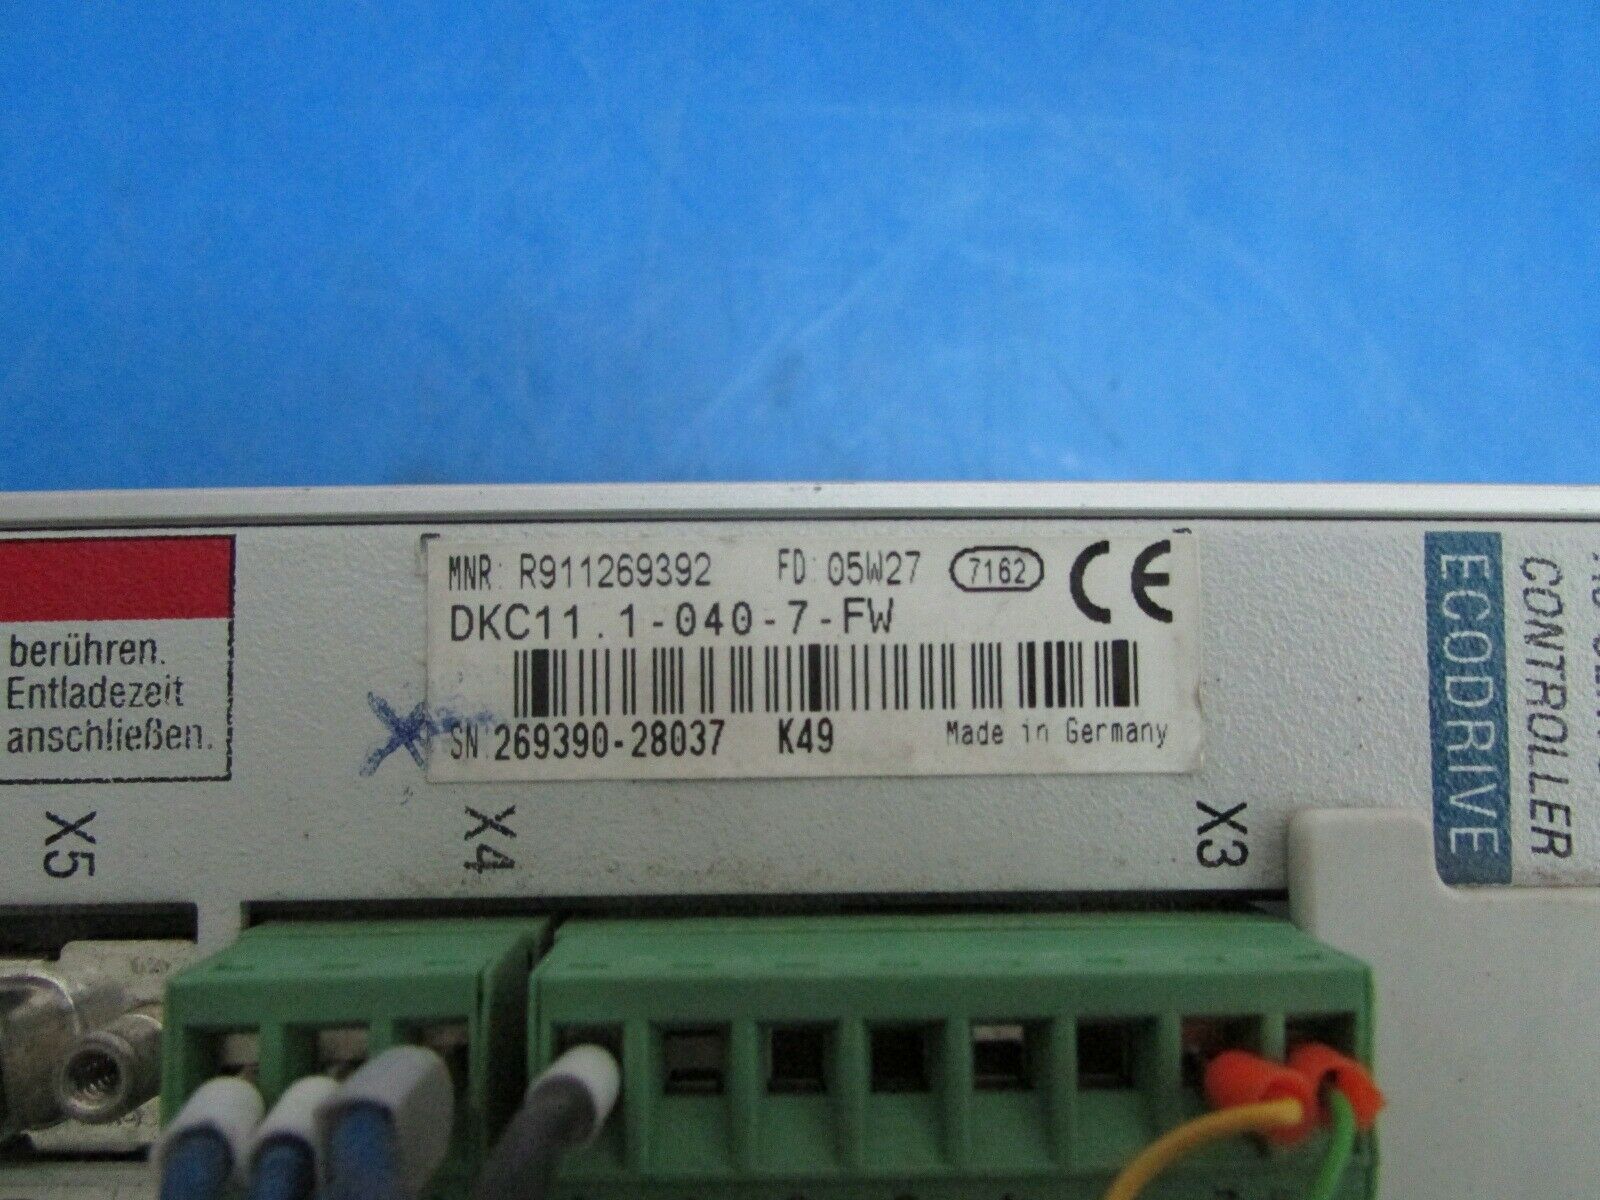 berühren.
Entladezeit
anschließen.
MNR: R911269392 FD: 05W27 7162 CE
DKC11.1-040-7-FW
SN:269390-28037 K49 Made in Germany
X5
X4
X3
ECODRIVE
CONTROLLER